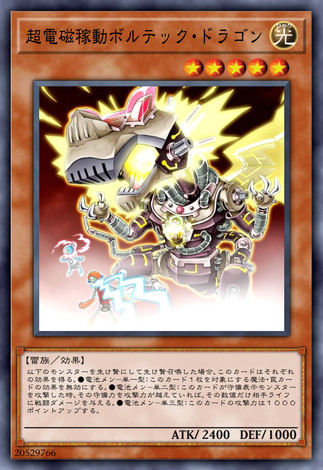 超電磁稼動ボルテック・ドラゴン
光
【雷族／効果】
以下のモンスターを生け贄にして生け贄召喚した場合、このカードはそれぞれ
の効果を得る。●電池メン－単一型：このカード１枚を対象にする魔法・罠カー
ドの効果を無効にする。●電池メン－単二型：このカードが守備表示モンスター
を攻撃した時、その守備力を攻撃力が越えていれば、その数値だけ相手ライフ
に戦闘ダメージを与える。●電池メン－単三型：このカードの攻撃力は１０００
ポイントアップする。
ATK/ 2400 DEF/1000
20529766